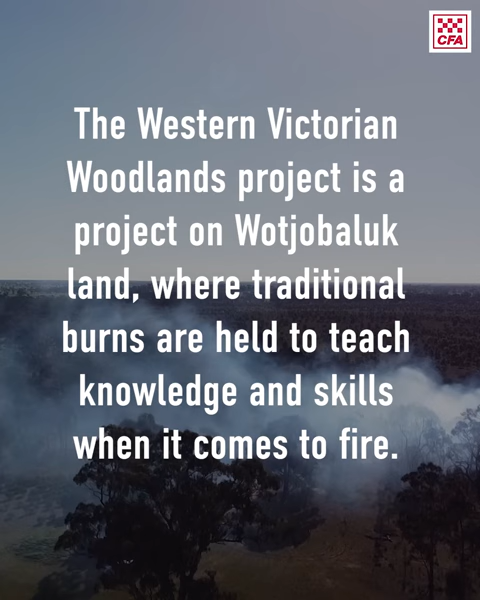 CFA
The Western Victorian
Woodlands project is a
project on Wotjobaluk
land, where traditional
burns are held to teach
knowledge and skills
when it comes to fire.